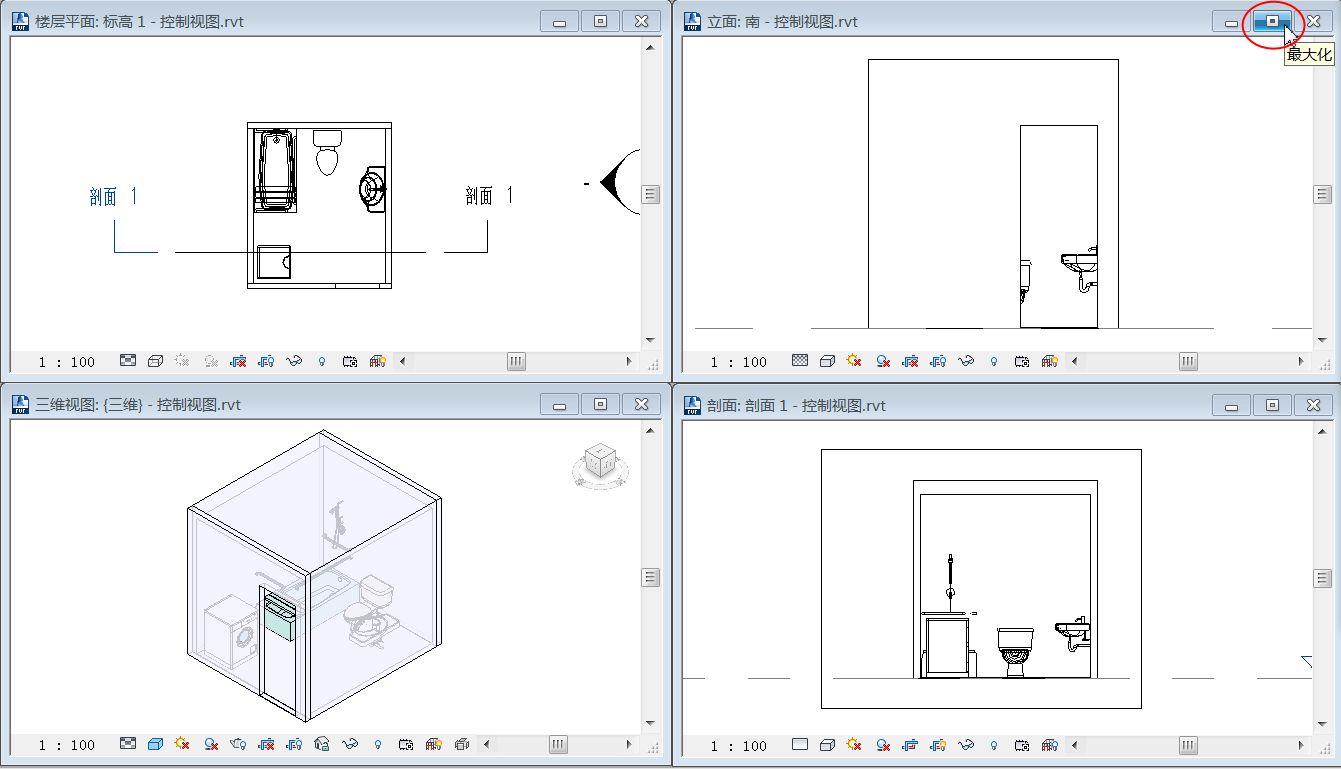 楼层平面: 标高 1 - 控制视图.rvt
剖面 1
剖面 1
1 : 100
立面: 南 - 控制视图.rvt
最大化
1 : 100
三维视图: {三维} - 控制视图.rvt
1 : 100
剖面: 剖面 1 - 控制视图.rvt
1 : 100